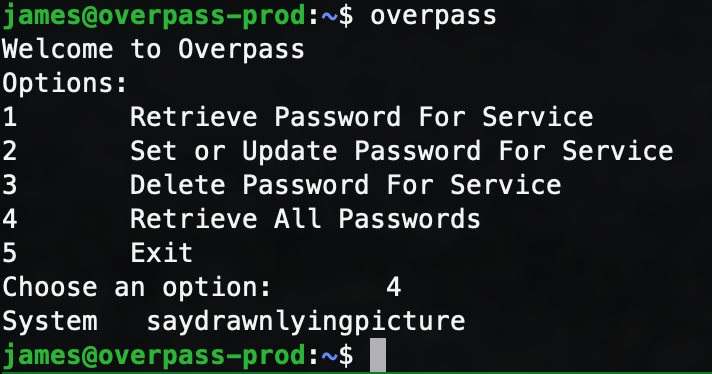 james@overpass-prod:~$ overpass
Welcome to Overpass
Options:
1       Retrieve Password For Service
2       Set or Update Password For Service
3       Delete Password For Service
4       Retrieve All Passwords
5       Exit
Choose an option:       4
System   saydrawnlyingpicture
james@overpass-prod:~$